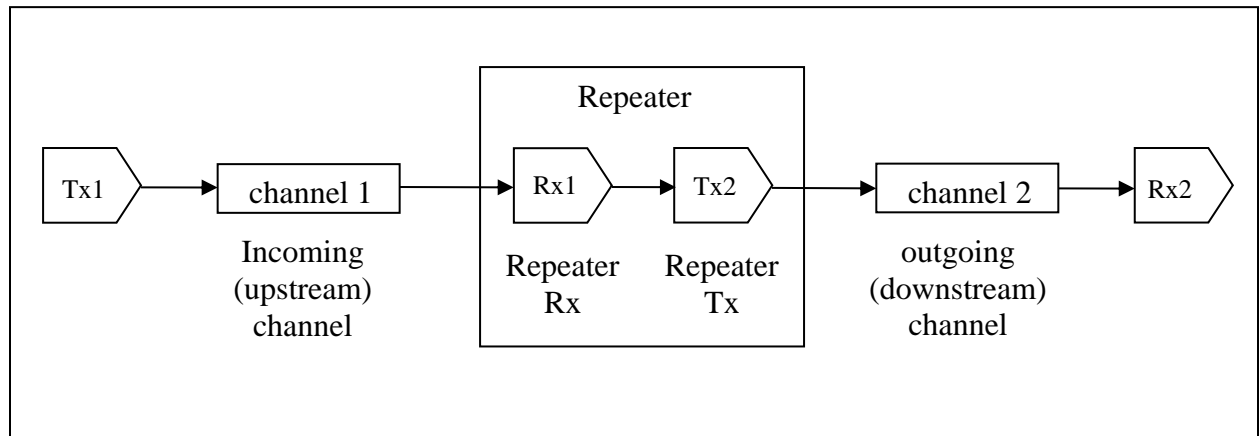 Repeater
Tx1
channel 1
Rx1
Tx2
channel 2
Rx2
Incoming
(upstream)
channel
Repeater
Rx
Repeater
Tx
outgoing
(downstream)
channel